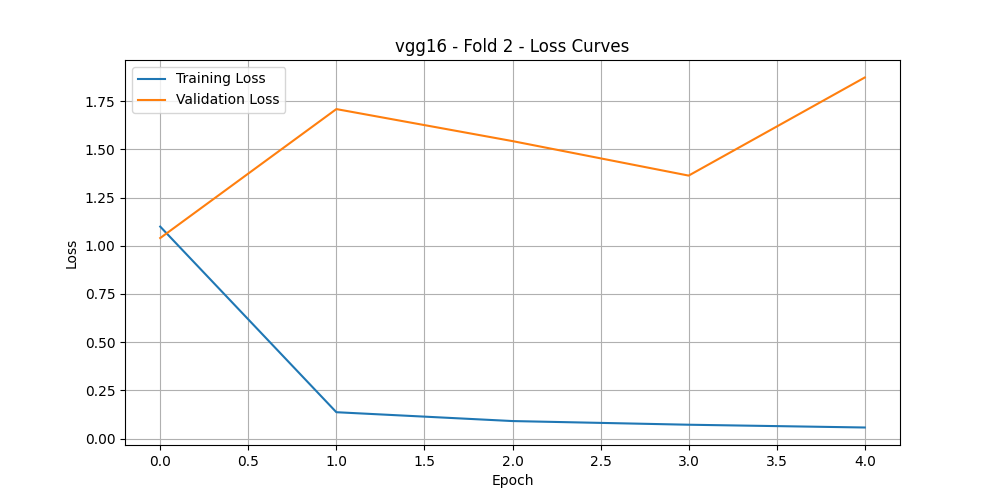 vgg16 - Fold 2 - Loss Curves
Training Loss
Validation Loss
1.75
1.50
1.25
1.00
0.75
0.50
0.25
0.00
Loss
0.0 0.5 1.0 1.5 2.0 2.5 3.0 3.5 4.0
Epoch